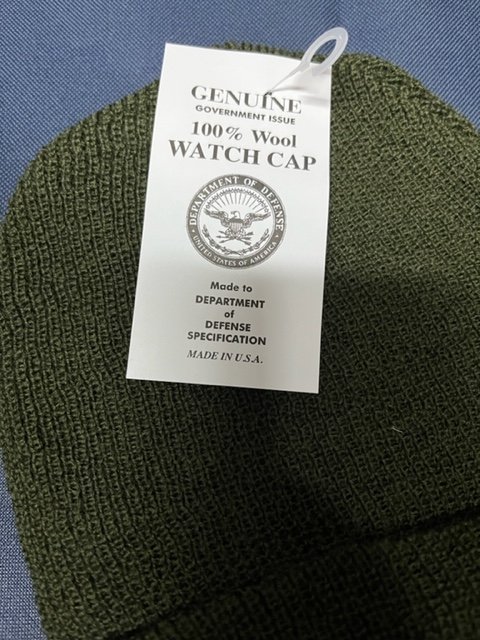 GENUINE
GOVERNMENT ISSUE
100% Wool
WATCH CAP
DEPARTMENT OF DEFENSE
UNITED STATES OF AMERICA
Made to
DEPARTMENT
of
DEFENSE
SPECIFICATION
MADE IN U.S.A.